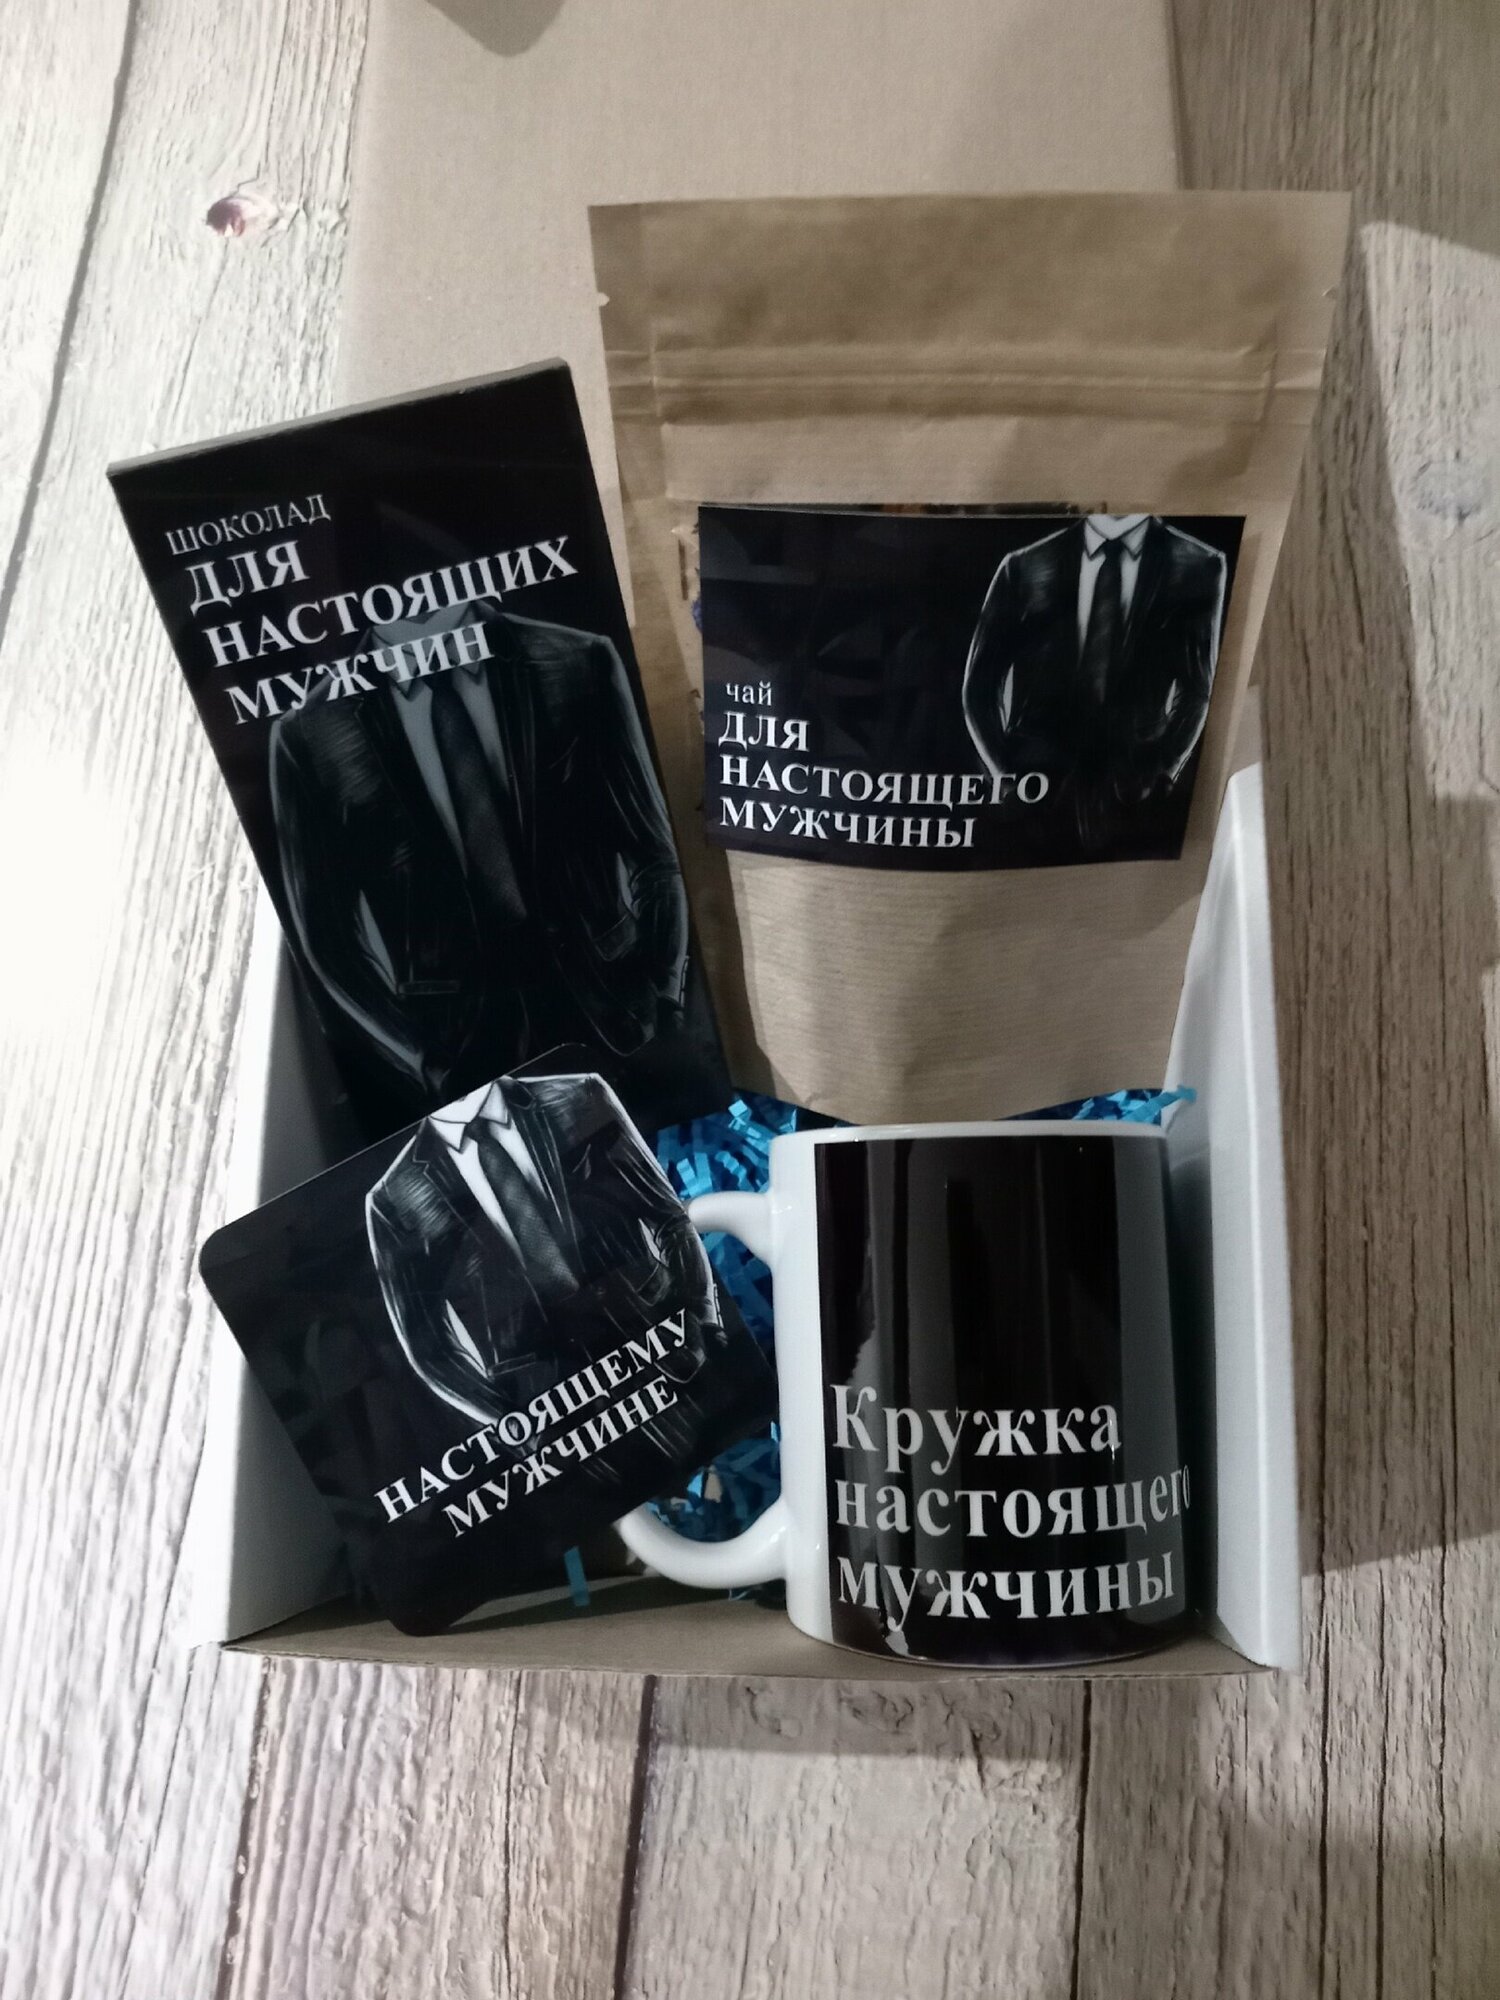 ШОКОЛАД
ДЛЯ
НАСТОЯЩИХ
МУЖЧИН
чай
ДЛЯ
НАСТОЯЩЕГО
МУЖЧИНЫ
НАСТОЯЩЕМУ
МУЖЧИНЕ
Кружка
настоящего
мужчины